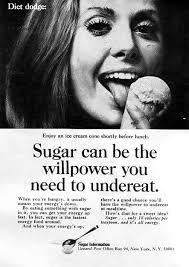 Diet dodge:
Enjoy an ice cream cone shortly before lunch.
Sugar can be the
willpower you
need to undereat.
When you're hungry, it usually
means your energy's down.
By eating something with sugar
in it, you can get your energy up
fast. In fact, sugar is the fastest
energy food around.
And when your energy's up,
there's a good chance you'll
have the willpower to undereat
at mealtime.
How's that for a sweet idea?
Sugar... only 18 calories per
teaspoon, and it's all energy.
Sugar Information
General Post Office Box 94, New York, N.Y. 10001